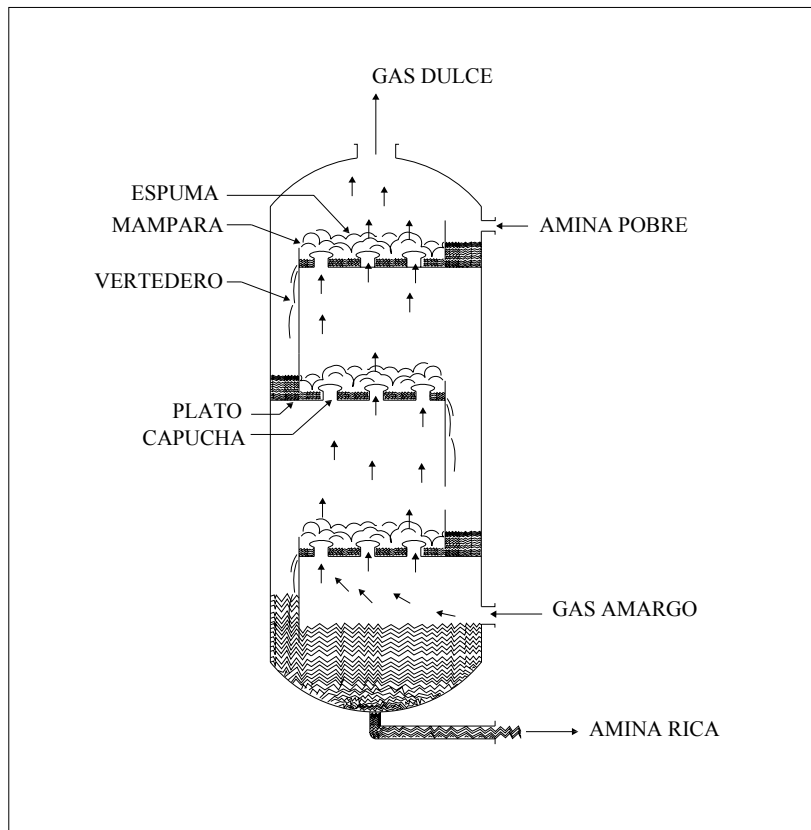 GAS DULCE
ESPUMA
MAMPARA
AMINA POBRE
VERTEDERO
PLATO
CAPUCHA
GAS AMARGO
AMINA RICA